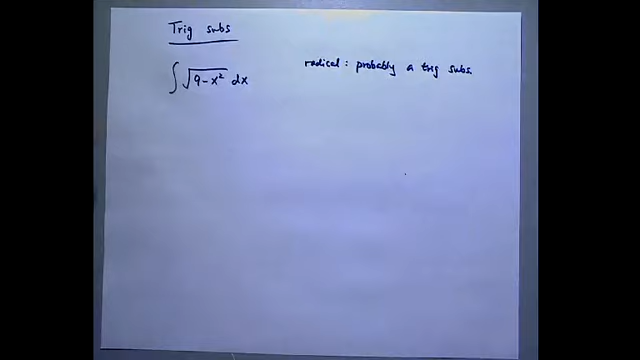 Trig subs
∫ √(9-x²) dx
radical : probably a trig subs.